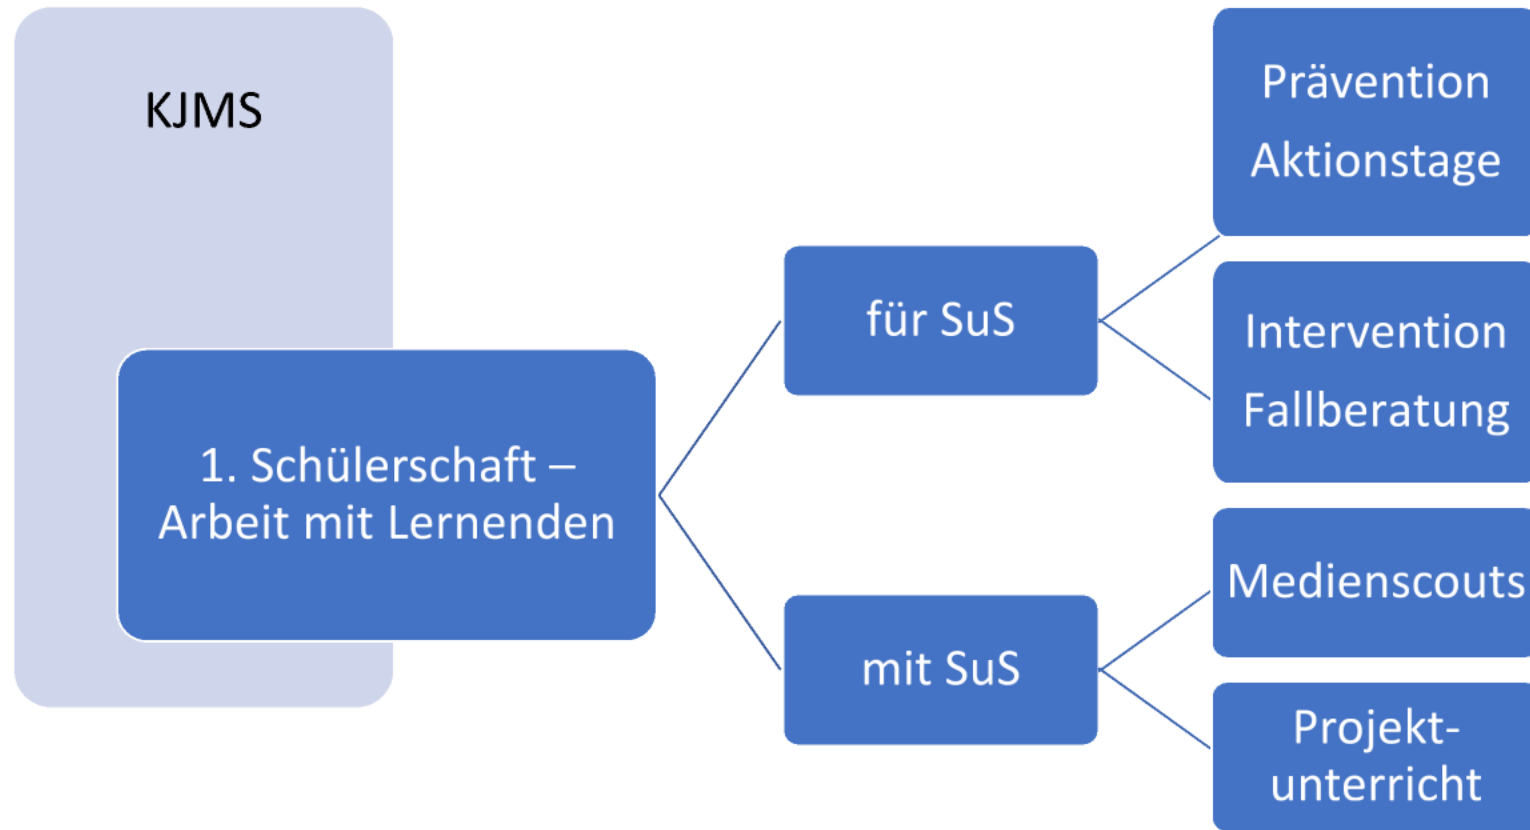 KJMS
1. Schülerschaft –
Arbeit mit Lernenden
für SuS
Prävention
Aktionstage
Intervention
Fallberatung
mit SuS
Medienscouts
Projekt-
unterricht